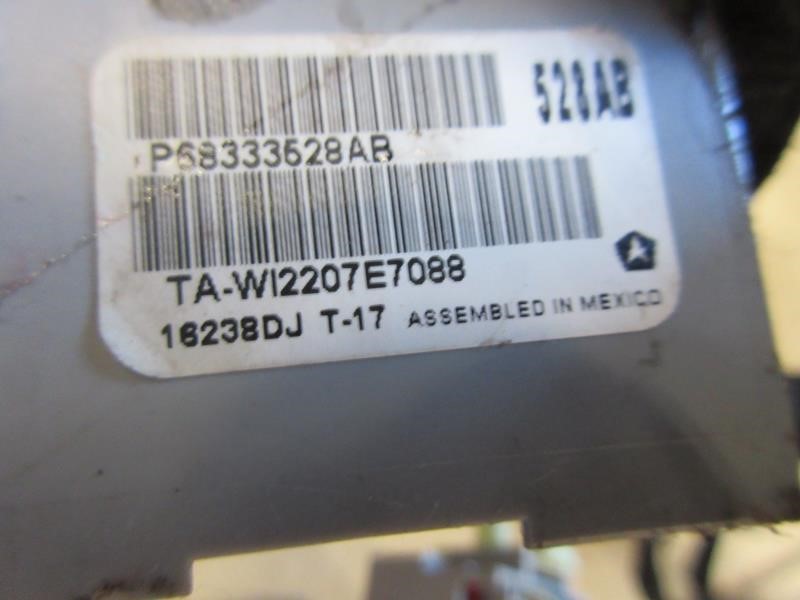 528AB
P68333528AB
TA-WI2207E7088
16238DJ T-17 ASSEMBLED IN MEXICO